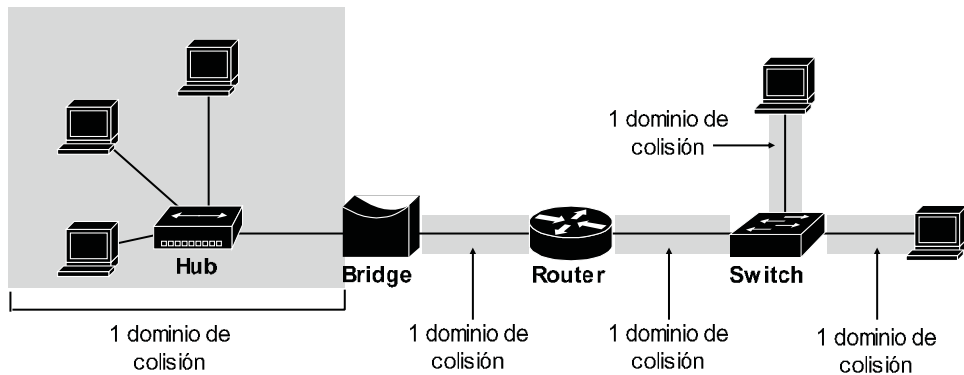 1 dominio de
colisión
Hub
Bridge
Router
Switch
1 dominio de
colisión
1 dominio de
colisión
1 dominio de
colisión
1 dominio de
colisión